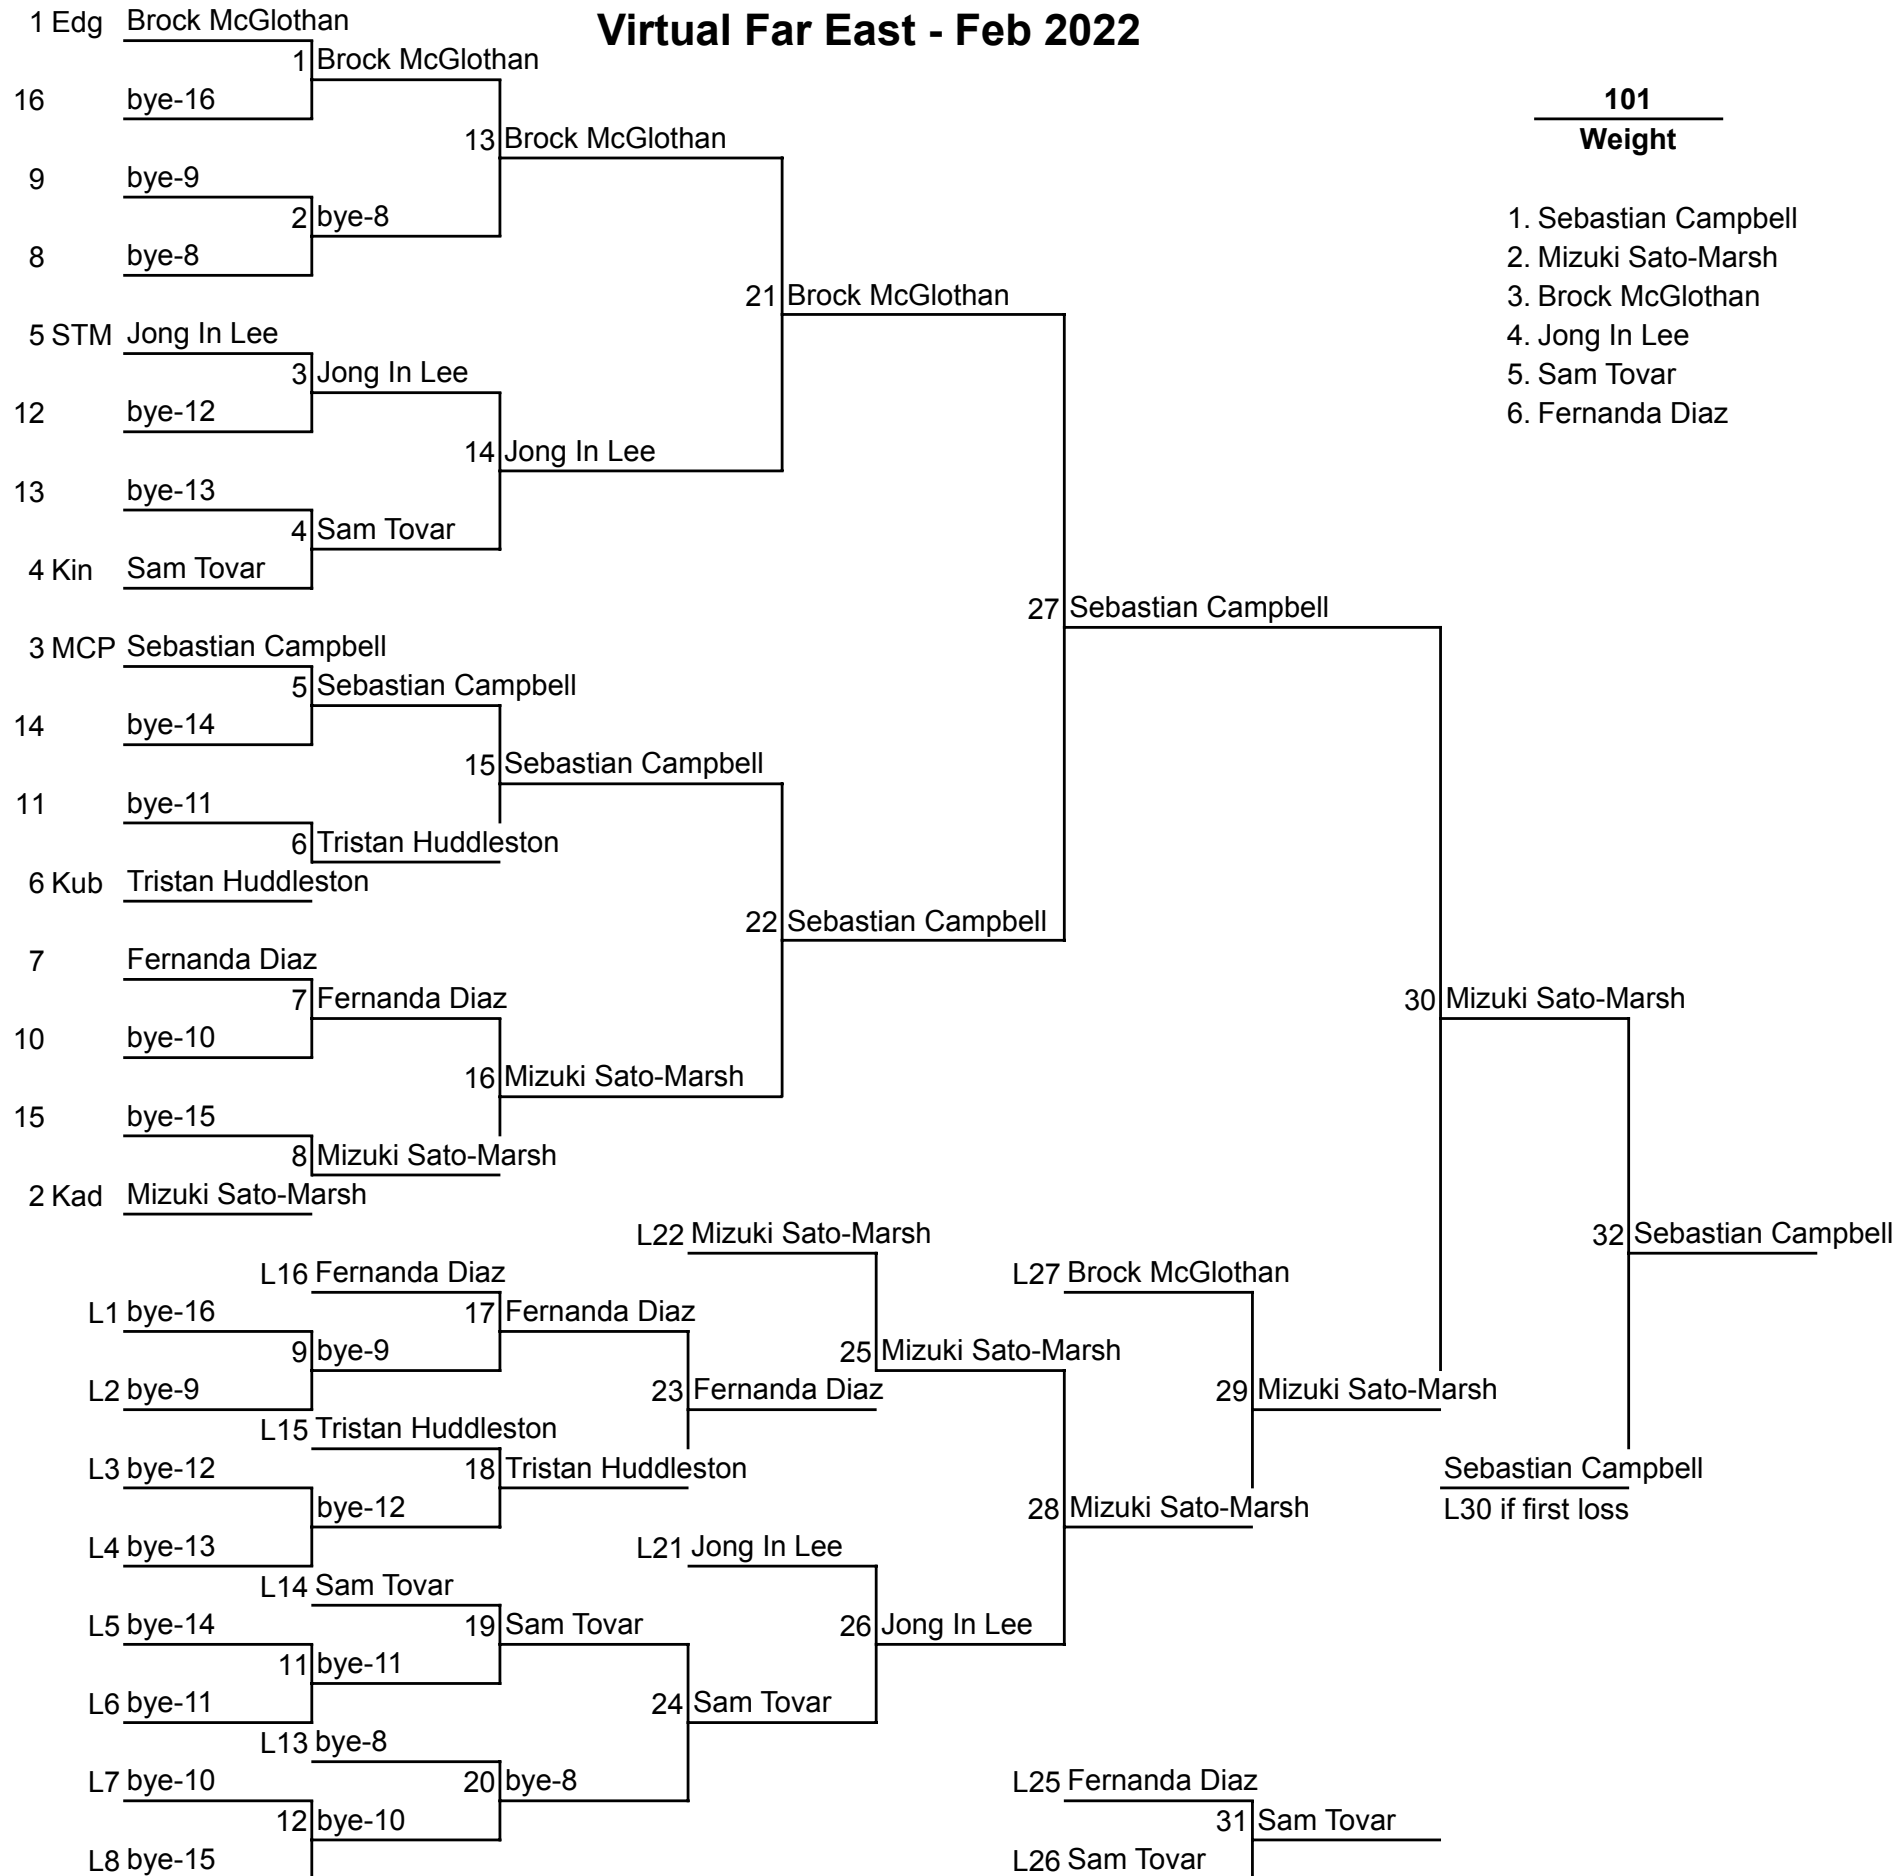 Virtual Far East - Feb 2022
1 Edg Brock McGlothan
1 Brock McGlothan
16 bye-16
101
Weight
13 Brock McGlothan
9 bye-9
2 bye-8
1. Sebastian Campbell
8 bye-8
2. Mizuki Sato-Marsh
21 Brock McGlothan
3. Brock McGlothan
5 STM Jong In Lee
4. Jong In Lee
3 Jong In Lee
5. Sam Tovar
12 bye-12
6. Fernanda Diaz
14 Jong In Lee
13 bye-13
4 Sam Tovar
4 Kin Sam Tovar
27 Sebastian Campbell
3 MCP Sebastian Campbell
5 Sebastian Campbell
14 bye-14
15 Sebastian Campbell
11 bye-11
6 Tristan Huddleston
6 Kub Tristan Huddleston
22 Sebastian Campbell
7 Fernanda Diaz
7 Fernanda Diaz
30 Mizuki Sato-Marsh
10 bye-10
16 Mizuki Sato-Marsh
15 bye-15
8 Mizuki Sato-Marsh
2 Kad Mizuki Sato-Marsh
L22 Mizuki Sato-Marsh
32 Sebastian Campbell
L16 Fernanda Diaz
L27 Brock McGlothan
L1 bye-16
17 Fernanda Diaz
9 bye-9
25 Mizuki Sato-Marsh
L2 bye-9
23 Fernanda Diaz
29 Mizuki Sato-Marsh
L15 Tristan Huddleston
L3 bye-12
18 Tristan Huddleston
Sebastian Campbell
bye-12
28 Mizuki Sato-Marsh
L30 if first loss
L4 bye-13
L21 Jong In Lee
L14 Sam Tovar
L5 bye-14
19 Sam Tovar
26 Jong In Lee
11 bye-11
L6 bye-11
24 Sam Tovar
L13 bye-8
L7 bye-10
20 bye-8
L25 Fernanda Diaz
12 bye-10
31 Sam Tovar
L8 bye-15
L26 Sam Tovar